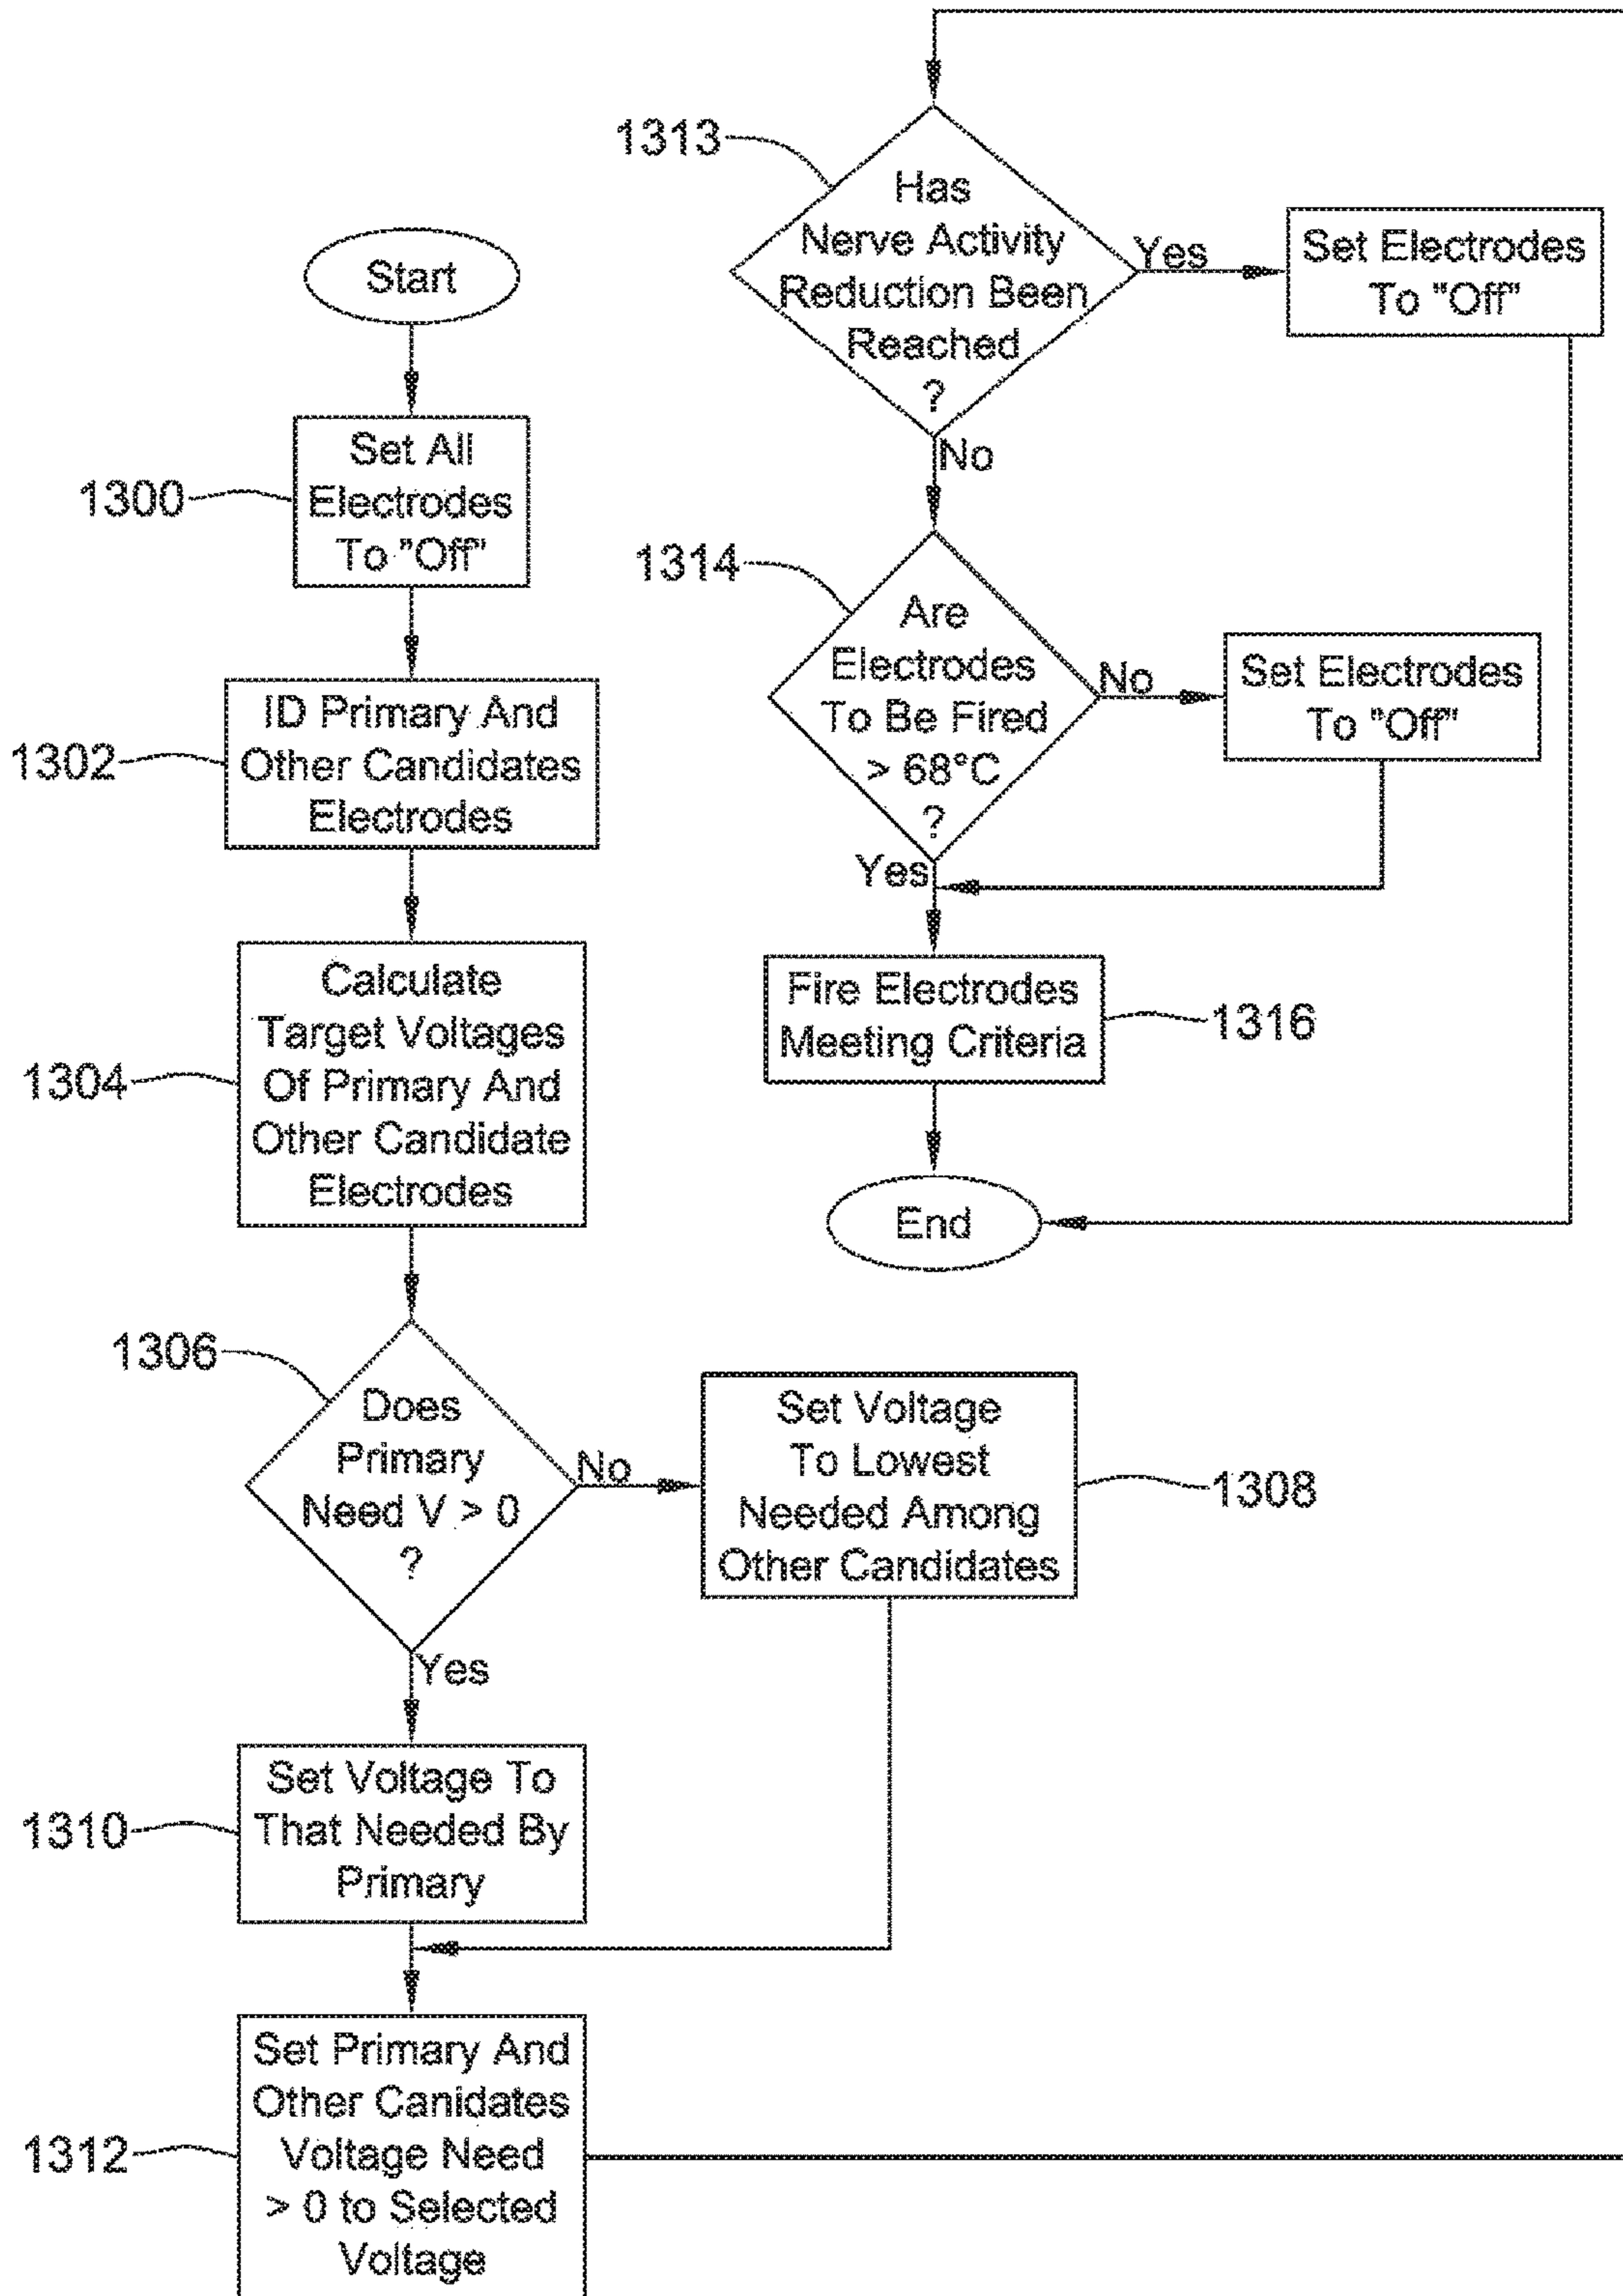 Start
1300
Set All
Electrodes
To "Off"
1302
ID Primary And
Other Candidates
Electrodes
1304
Calculate
Target Voltages
Of Primary And
Other Candidate
Electrodes
1306
Does
Primary
Need V > 0
?
No
Yes
Set Voltage
To Lowest
Needed Among
Other Candidates
1308
1310
Set Voltage To
That Needed By
Primary
1312
Set Primary And
Other Canidates
Voltage Need
> 0 to Selected
Voltage
1313
Has
Nerve Activity
Reduction Been
Reached
?
Yes
No
Set Electrodes
To "Off"
1314
Are
Electrodes
To Be Fired
> 68°C
?
No
Yes
Set Electrodes
To "Off"
Fire Electrodes
Meeting Criteria
1316
End